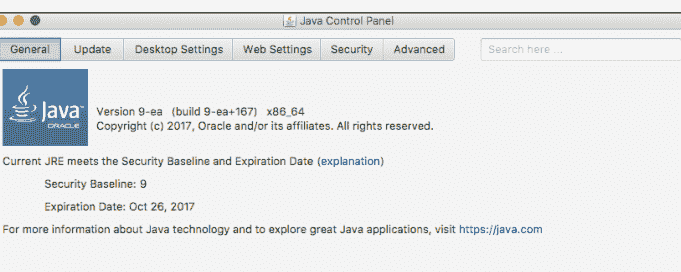 Java Control Panel
General Update Desktop Settings Web Settings Security Advanced Search here ...
Java™
ORACLE
Version 9-ea (build 9-ea+167) x86_64
Copyright (c) 2017, Oracle and/or its affiliates. All rights reserved.
Current JRE meets the Security Baseline and Expiration Date (explanation)
Security Baseline: 9
Expiration Date: Oct 26, 2017
For more information about Java technology and to explore great Java applications, visit https://java.com